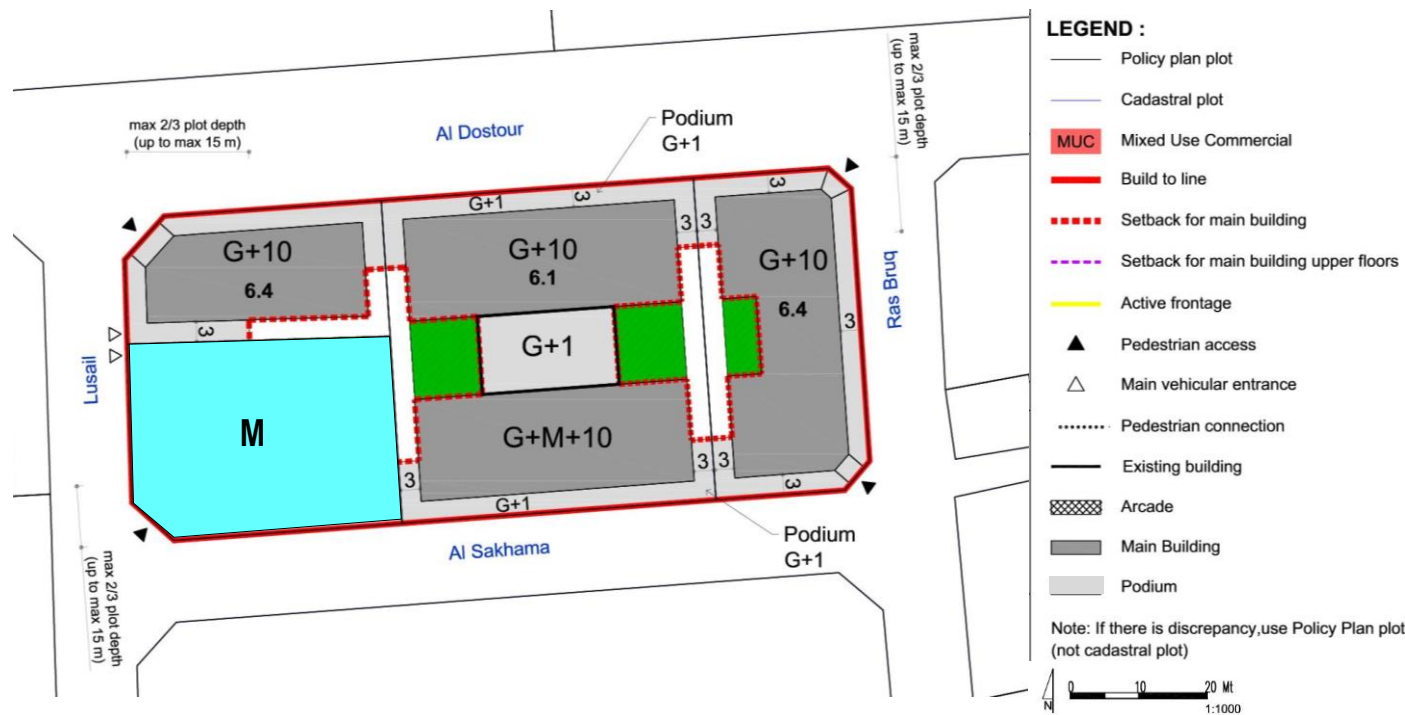 max 2/3 plot depth
(up to max 15 m)
Al Dostour
Podium
G+1
max 2/3 plot depth
(up to max 15 m)
G+1
3
3
3
3
G+10
6.4
G+10
6.1
G+10
6.4
3
3
G+1
Lusail
Ras Bruq
M
G+M+10
3
3
3
3
G+1
Al Sakhama
Podium
G+1
max 2/3 plot depth
(up to max 15 m)
LEGEND :
Policy plan plot
Cadastral plot
MUC Mixed Use Commercial
Build to line
Setback for main building
Setback for main building upper floors
Active frontage
Pedestrian access
Main vehicular entrance
Pedestrian connection
Existing building
Arcade
Main Building
Podium
Note: If there is discrepancy,use Policy Plan plot
(not cadastral plot)
N
0 10 20 Mt
1:1000